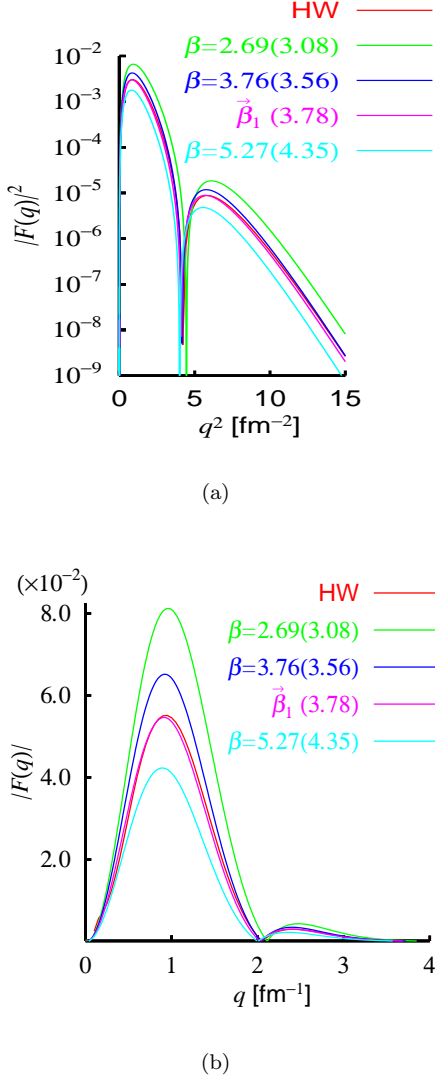 HW
β=2.69(3.08)
β=3.76(3.56)
β⃗₁ (3.78)
β=5.27(4.35)
|F(q)|²
10⁻²
10⁻³
10⁻⁴
10⁻⁵
10⁻⁶
10⁻⁷
10⁻⁸
10⁻⁹
0 5 10 15
q² [fm⁻²]
(a)
(×10⁻²)
HW
β=2.69(3.08)
β=3.76(3.56)
β⃗₁ (3.78)
β=5.27(4.35)
|F(q)|
8.0
6.0
4.0
2.0
0 1 2 3 4
q [fm⁻¹]
(b)